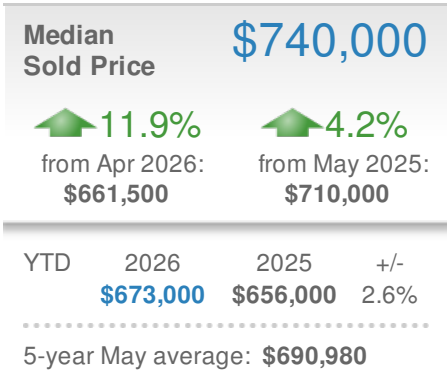 Median $740,000
Sold Price
11.9% 4.2%
from Apr 2026: from May 2025:
$661,500 $710,000
YTD 2026 2025 +/-
$673,000 $656,000 2.6%
5-year May average: $690,980